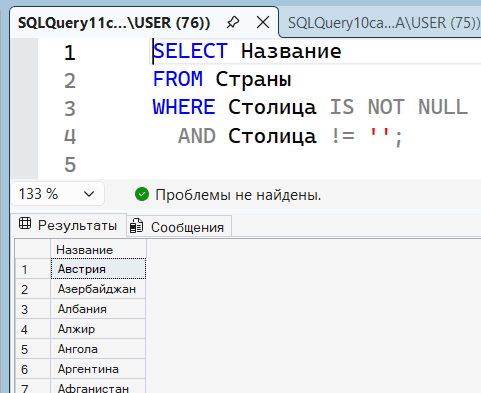 SQLQuery11c...\USER (76))
SQLQuery10ca...A\USER (75))
1 SELECT Название
2 FROM Страны
3 WHERE Столица IS NOT NULL
4 AND Столица != '';
5
133 %
Проблемы не найдены.
Результаты
Сообщения
Название
1 Австрия
2 Азербайджан
3 Албания
4 Алжир
5 Ангола
6 Аргентина
7 Афганистан